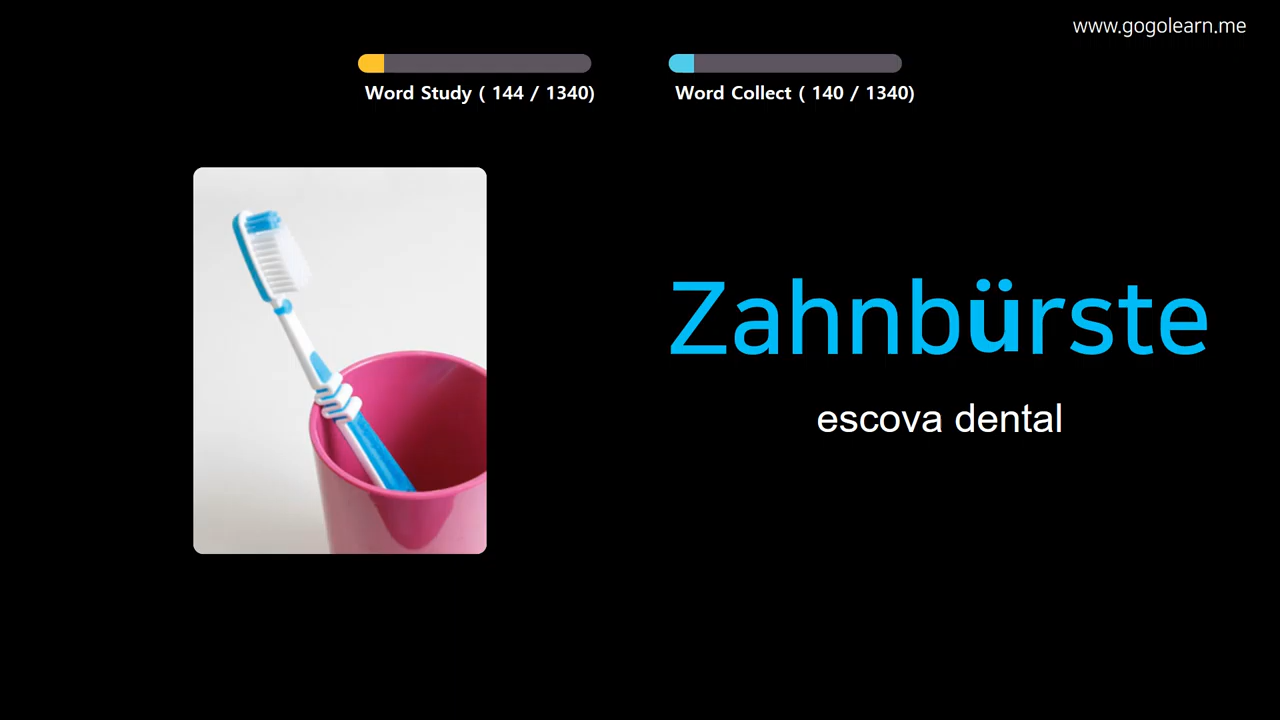 www.gogolearn.me
Word Study ( 144 / 1340)
Word Collect ( 140 / 1340)
Zahnbürste
escova dental